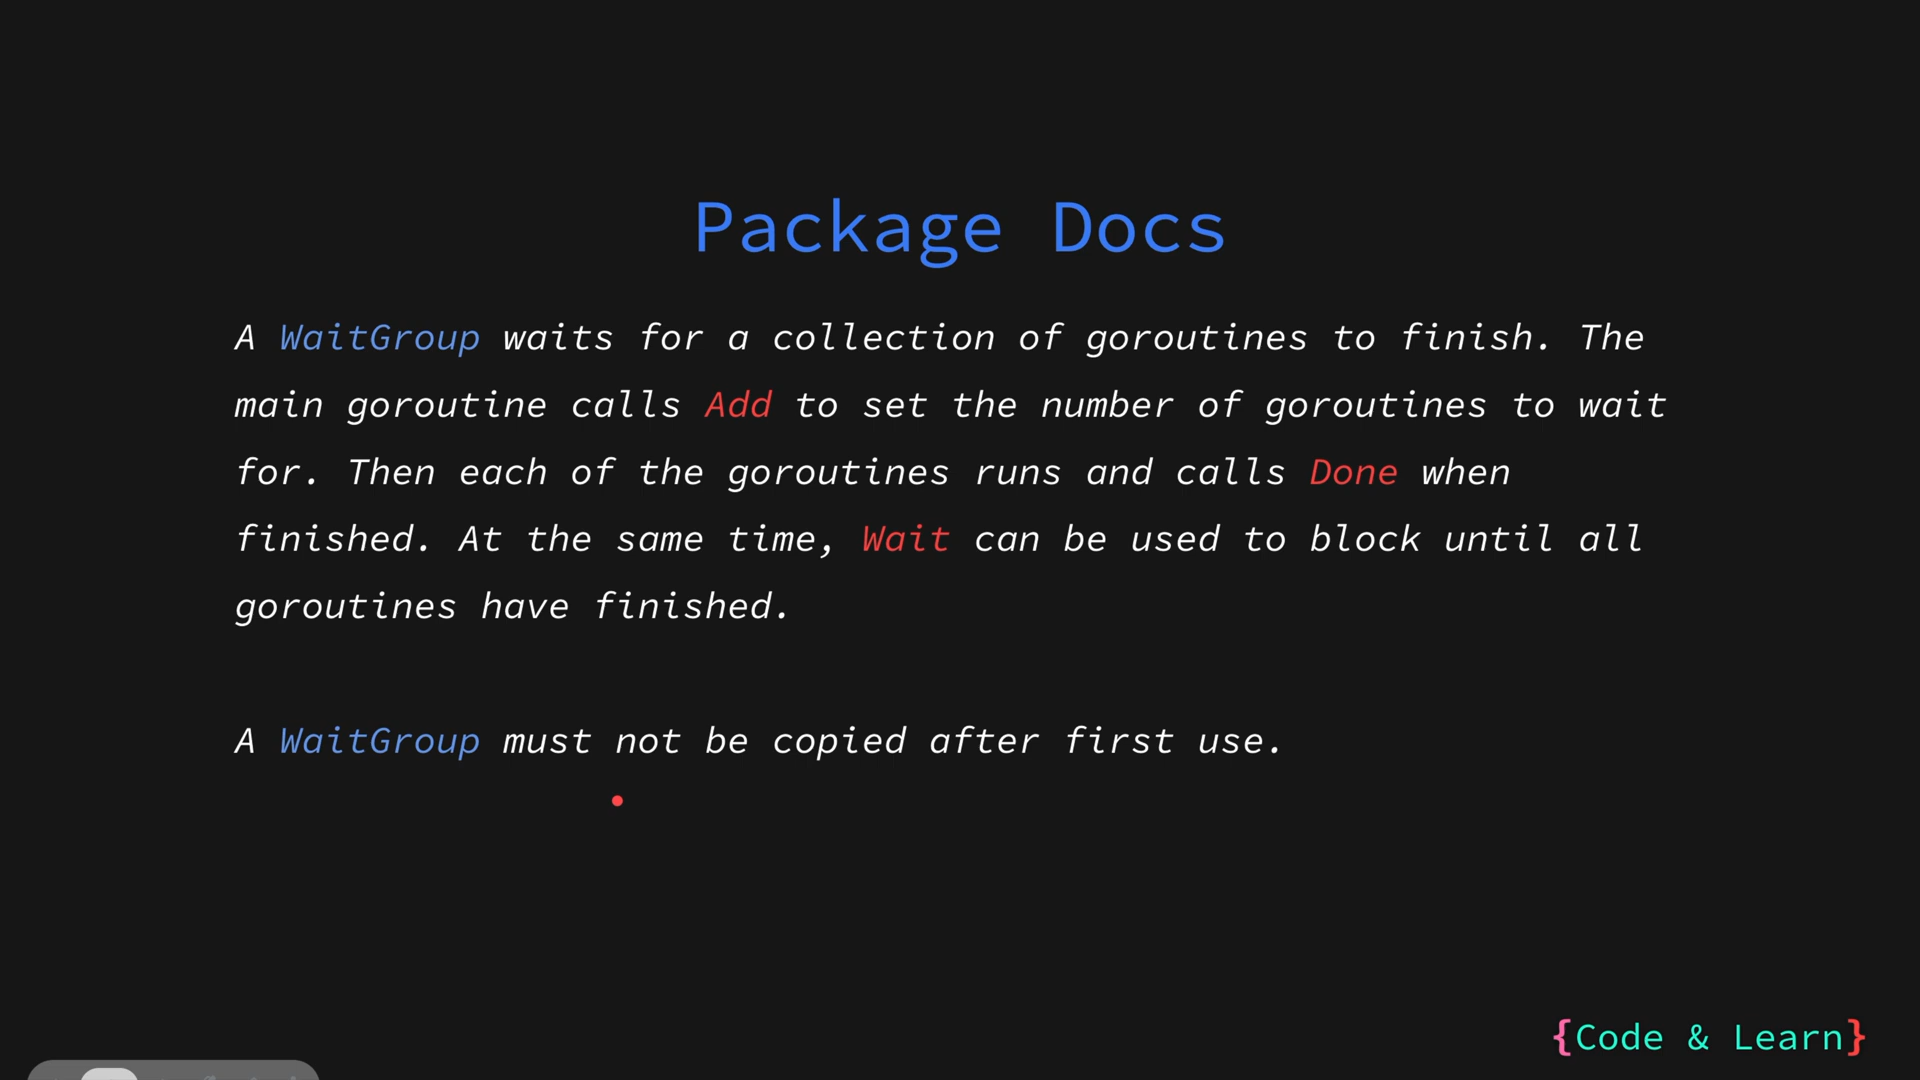 Package Docs
A WaitGroup waits for a collection of goroutines to finish. The
main goroutine calls Add to set the number of goroutines to wait
for. Then each of the goroutines runs and calls Done when
finished. At the same time, Wait can be used to block until all
goroutines have finished.
A WaitGroup must not be copied after first use.
{Code & Learn}